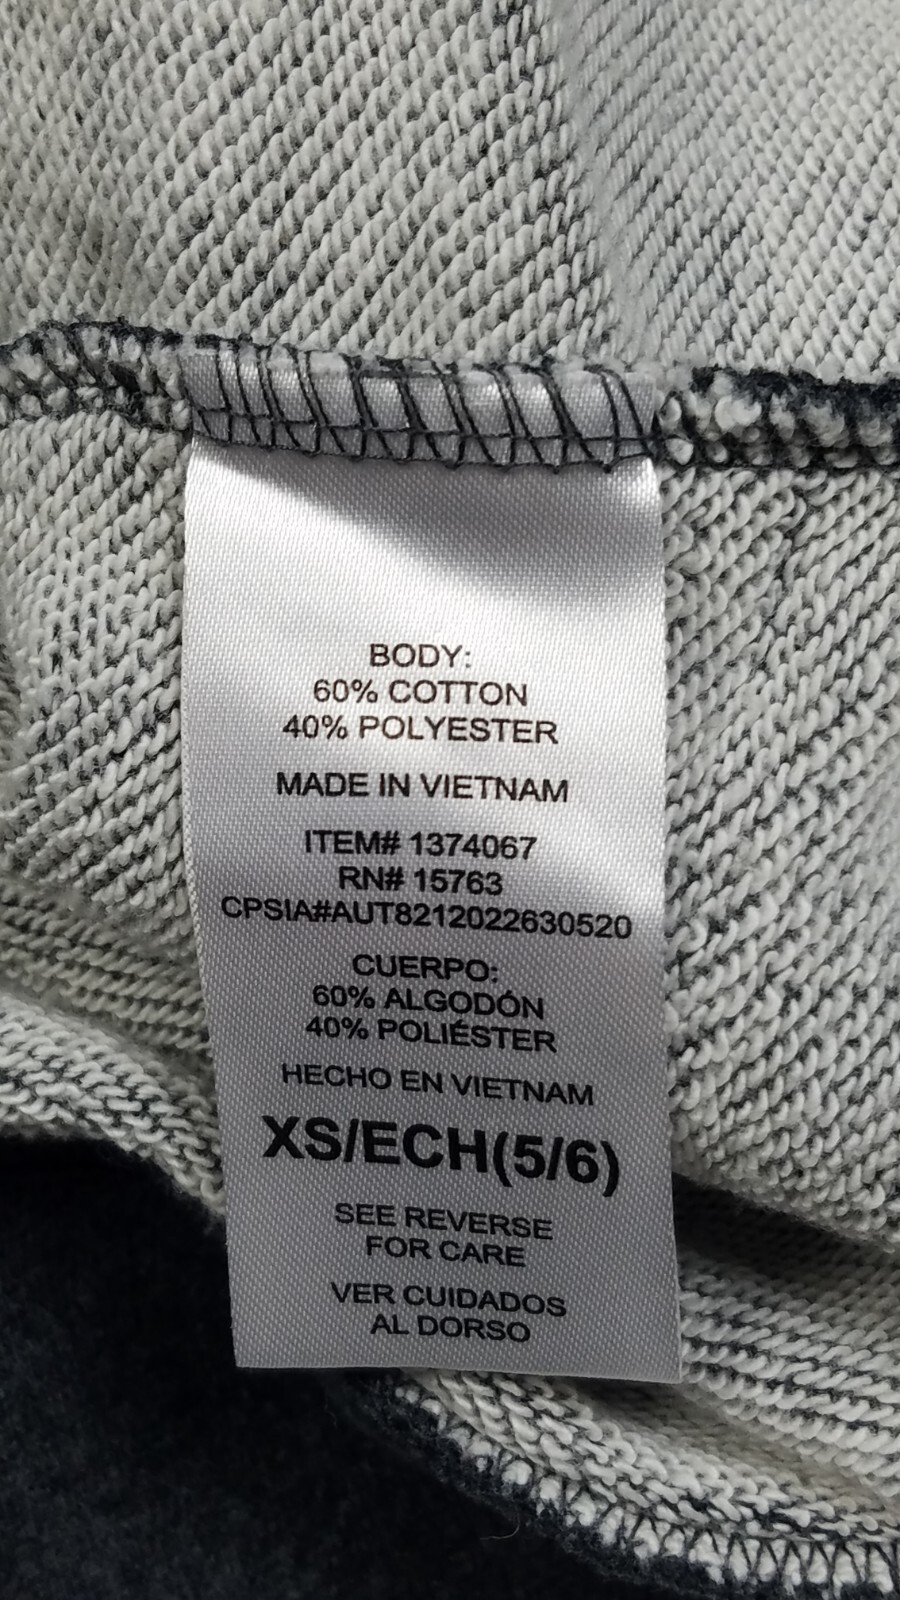 BODY:
60% COTTON
40% POLYESTER
MADE IN VIETNAM
ITEM# 1374067
RN# 15763
CPSIA#AUT8212022630520
CUERPO:
60% ALGODÓN
40% POLIÉSTER
HECHO EN VIETNAM
XS/ECH(5/6)
SEE REVERSE
FOR CARE
VER CUIDADOS
AL DORSO